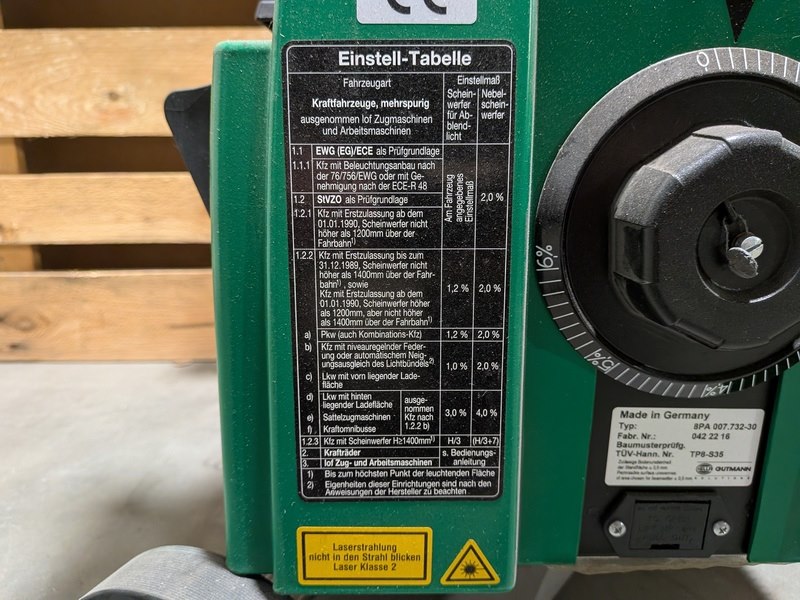 CE
Einstell-Tabelle
Fahrzeugart
Einstellmaß
Kraftfahrzeuge, mehrspurig
ausgenommen lof Zugmaschinen
und Arbeitsmaschinen
Schein-
werfer
für Ab-
blend-
licht
Nebel-
schein-
werfer
1.1 EWG (EG)/ECE als Prüfgrundlage
1.1.1 Kfz mit Beleuchtungsanbau nach
der 76/756/EWG oder mit Ge-
nehmigung nach der ECE-R 48
1.2 StVZO als Prüfgrundlage
1.2.1 Kfz mit Erstzulassung ab dem
01.01.1990, Scheinwerfer nicht
höher als 1200mm über der
Fahrbahn1)
Am Fahrzeug
angegebenes
Einstellmaß
2,0 %
1.2.2 Kfz mit Erstzulassung bis zum
31.12.1989, Scheinwerfer nicht
höher als 1400mm über der Fahr-
bahn1), sowie
Kfz mit Erstzulassung ab dem
01.01.1990, Scheinwerfer höher
als 1200mm, aber nicht höher
als 1400mm über der Fahrbahn1)
1,2 % 2,0 %
a) Pkw (auch Kombinations-Kfz) 1,2 % 2,0 %
b) Kfz mit niveauregelnder Feder-
ung oder automatischem Neig-
ungsausgleich des Lichtbündels2)
c) Lkw mit vorn liegender Lade-
fläche
1,0 % 2,0 %
d) Lkw mit hinten
liegender Ladefläche
e) Sattelzugmaschinen
f) Kraftomnibusse
ausge-
nommen
Kfz nach
1.2.2 b)
3,0 % 4,0 %
1.2.3 Kfz mit Scheinwerfer H≥1400mm1) H/3 (H/3+7)
2. Krafträder
3. lof Zug- und Arbeitsmaschinen
s. Bedienungs-
anleitung
1) Bis zum höchsten Punkt der leuchtenden Fläche
2) Eigenheiten dieser Einrichtungen sind nach den
Anweisungen der Hersteller zu beachten
Laserstrahlung
nicht in den Strahl blicken
Laser Klasse 2
0
6%
5%
4%
Made in Germany
Typ: 8PA 007.732-30
Fabr. Nr.: 042 22 16
Baumusterprüfg.
TÜV-Hann. Nr. TP8-S35
HELLA GUTMANN
SOLUTIONS